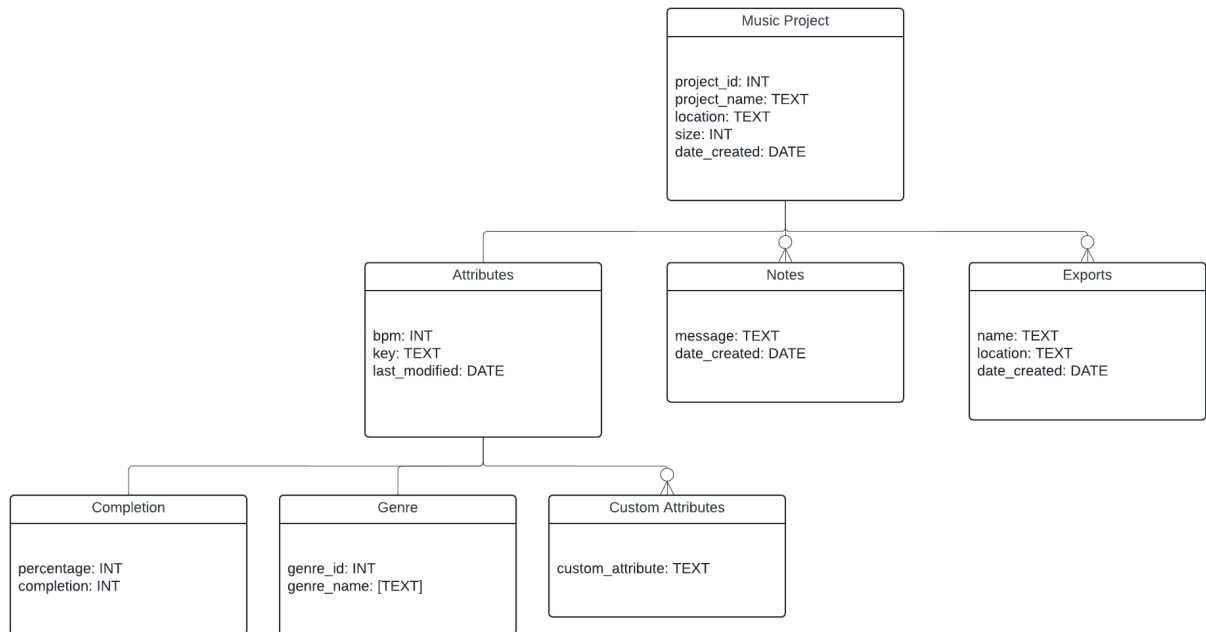 Music Project
project_id: INT
project_name: TEXT
location: TEXT
size: INT
date_created: DATE
Attributes
bpm: INT
key: TEXT
last_modified: DATE
Notes
message: TEXT
date_created: DATE
Exports
name: TEXT
location: TEXT
date_created: DATE
Completion
percentage: INT
completion: INT
Genre
genre_id: INT
genre_name: [TEXT]
Custom Attributes
custom_attribute: TEXT